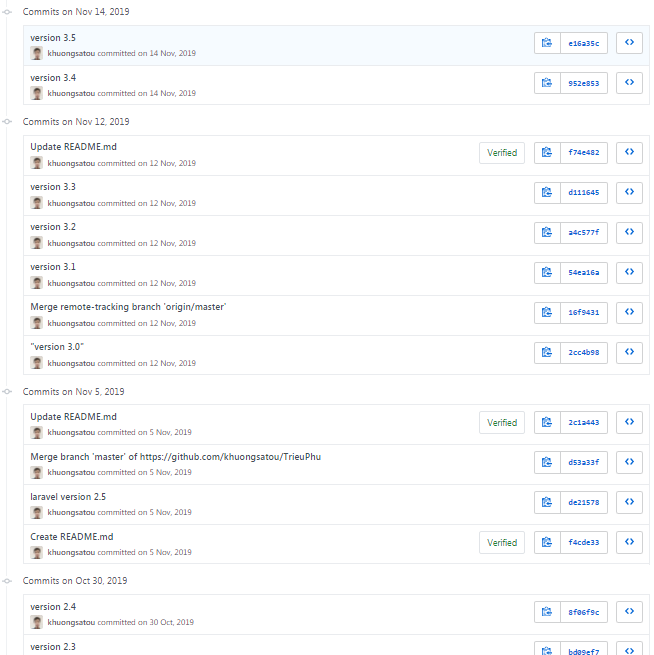 Commits on Nov 14, 2019
version 3.5
khuongsatou committed on 14 Nov, 2019
e16a35c
version 3.4
khuongsatou committed on 14 Nov, 2019
952e853
Commits on Nov 12, 2019
Update README.md
khuongsatou committed on 12 Nov, 2019
Verified
f74e482
version 3.3
khuongsatou committed on 12 Nov, 2019
d111645
version 3.2
khuongsatou committed on 12 Nov, 2019
a4c577f
version 3.1
khuongsatou committed on 12 Nov, 2019
54ea16a
Merge remote-tracking branch 'origin/master'
khuongsatou committed on 12 Nov, 2019
16f9431
"version 3.0"
khuongsatou committed on 12 Nov, 2019
2cc4b98
Commits on Nov 5, 2019
Update README.md
khuongsatou committed on 5 Nov, 2019
Verified
2c1a443
Merge branch 'master' of https://github.com/khuongsatou/TrieuPhu
khuongsatou committed on 5 Nov, 2019
d53a33f
laravel version 2.5
khuongsatou committed on 5 Nov, 2019
de21578
Create README.md
khuongsatou committed on 5 Nov, 2019
Verified
f4cde33
Commits on Oct 30, 2019
version 2.4
khuongsatou committed on 30 Oct, 2019
8f06f9c
version 2.3
bd09ef7